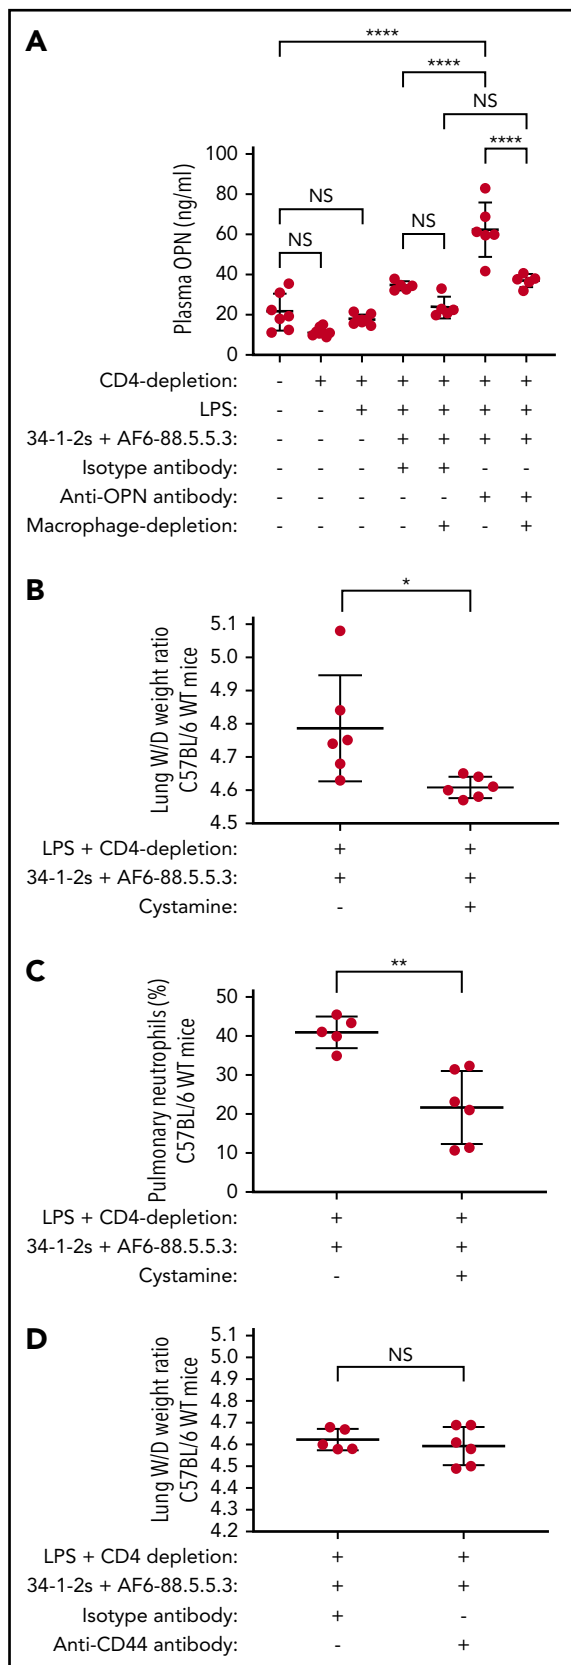 A
****
****
NS
****
NS
NS
NS
Plasma OPN (ng/ml)
100
80
60
40
20
0
CD4-depletion: - + + + + + +
LPS: - - + + + + +
34-1-2s + AF6-88.5.5.3: - - - + + + +
Isotype antibody: - - - + + - -
Anti-OPN antibody: - - - - - + +
Macrophage-depletion: - - - - + - +
B
*
Lung W/D weight ratio
C57BL/6 WT mice
5.1
5.0
4.9
4.8
4.7
4.6
4.5
LPS + CD4-depletion: + +
34-1-2s + AF6-88.5.5.3: + +
Cystamine: - +
C
**
Pulmonary neutrophils (%)
C57BL/6 WT mice
50
40
30
20
10
0
LPS + CD4-depletion: + +
34-1-2s + AF6-88.5.5.3: + +
Cystamine: - +
D
NS
Lung W/D weight ratio
C57BL/6 WT mice
5.1
5.0
4.9
4.8
4.7
4.6
4.5
4.4
4.3
4.2
LPS + CD4 depletion: + +
34-1-2s + AF6-88.5.5.3: + +
Isotype antibody: + -
Anti-CD44 antibody: - +